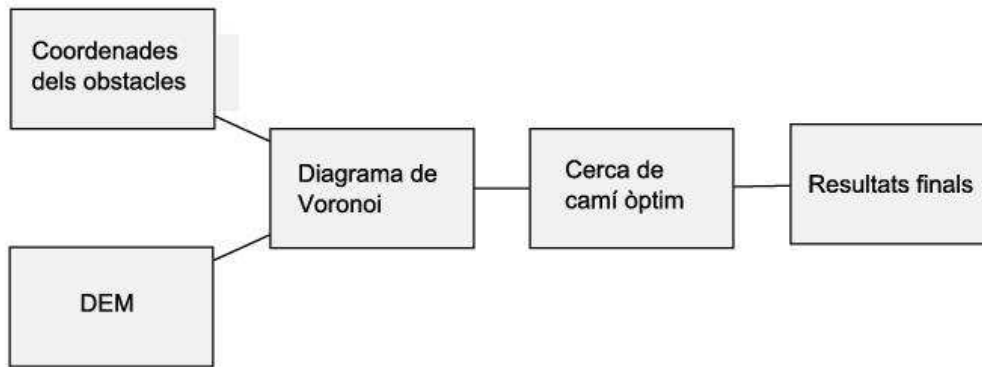 Coordenades
dels obstacles
DEM
Diagrama de
Voronoi
Cerca de
camí òptim
Resultats finals